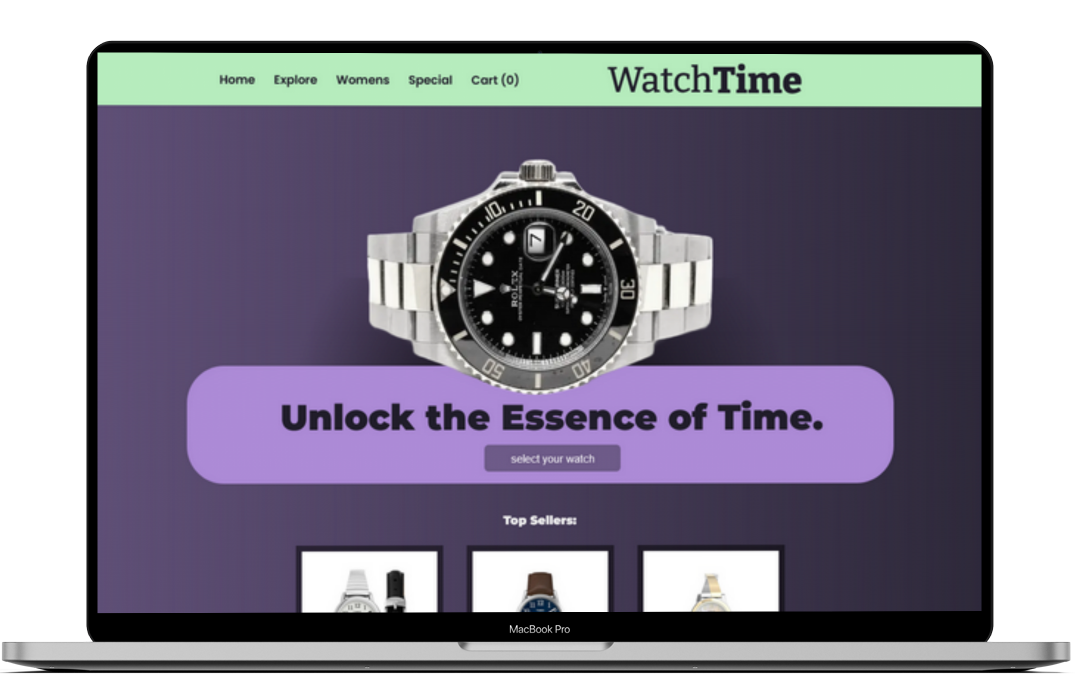 Home Explore Womens Special Cart (0) WatchTime
10 20 30 40 50
7
ROLEX
Unlock the Essence of Time.
select your watch
Top Sellers:
MacBook Pro